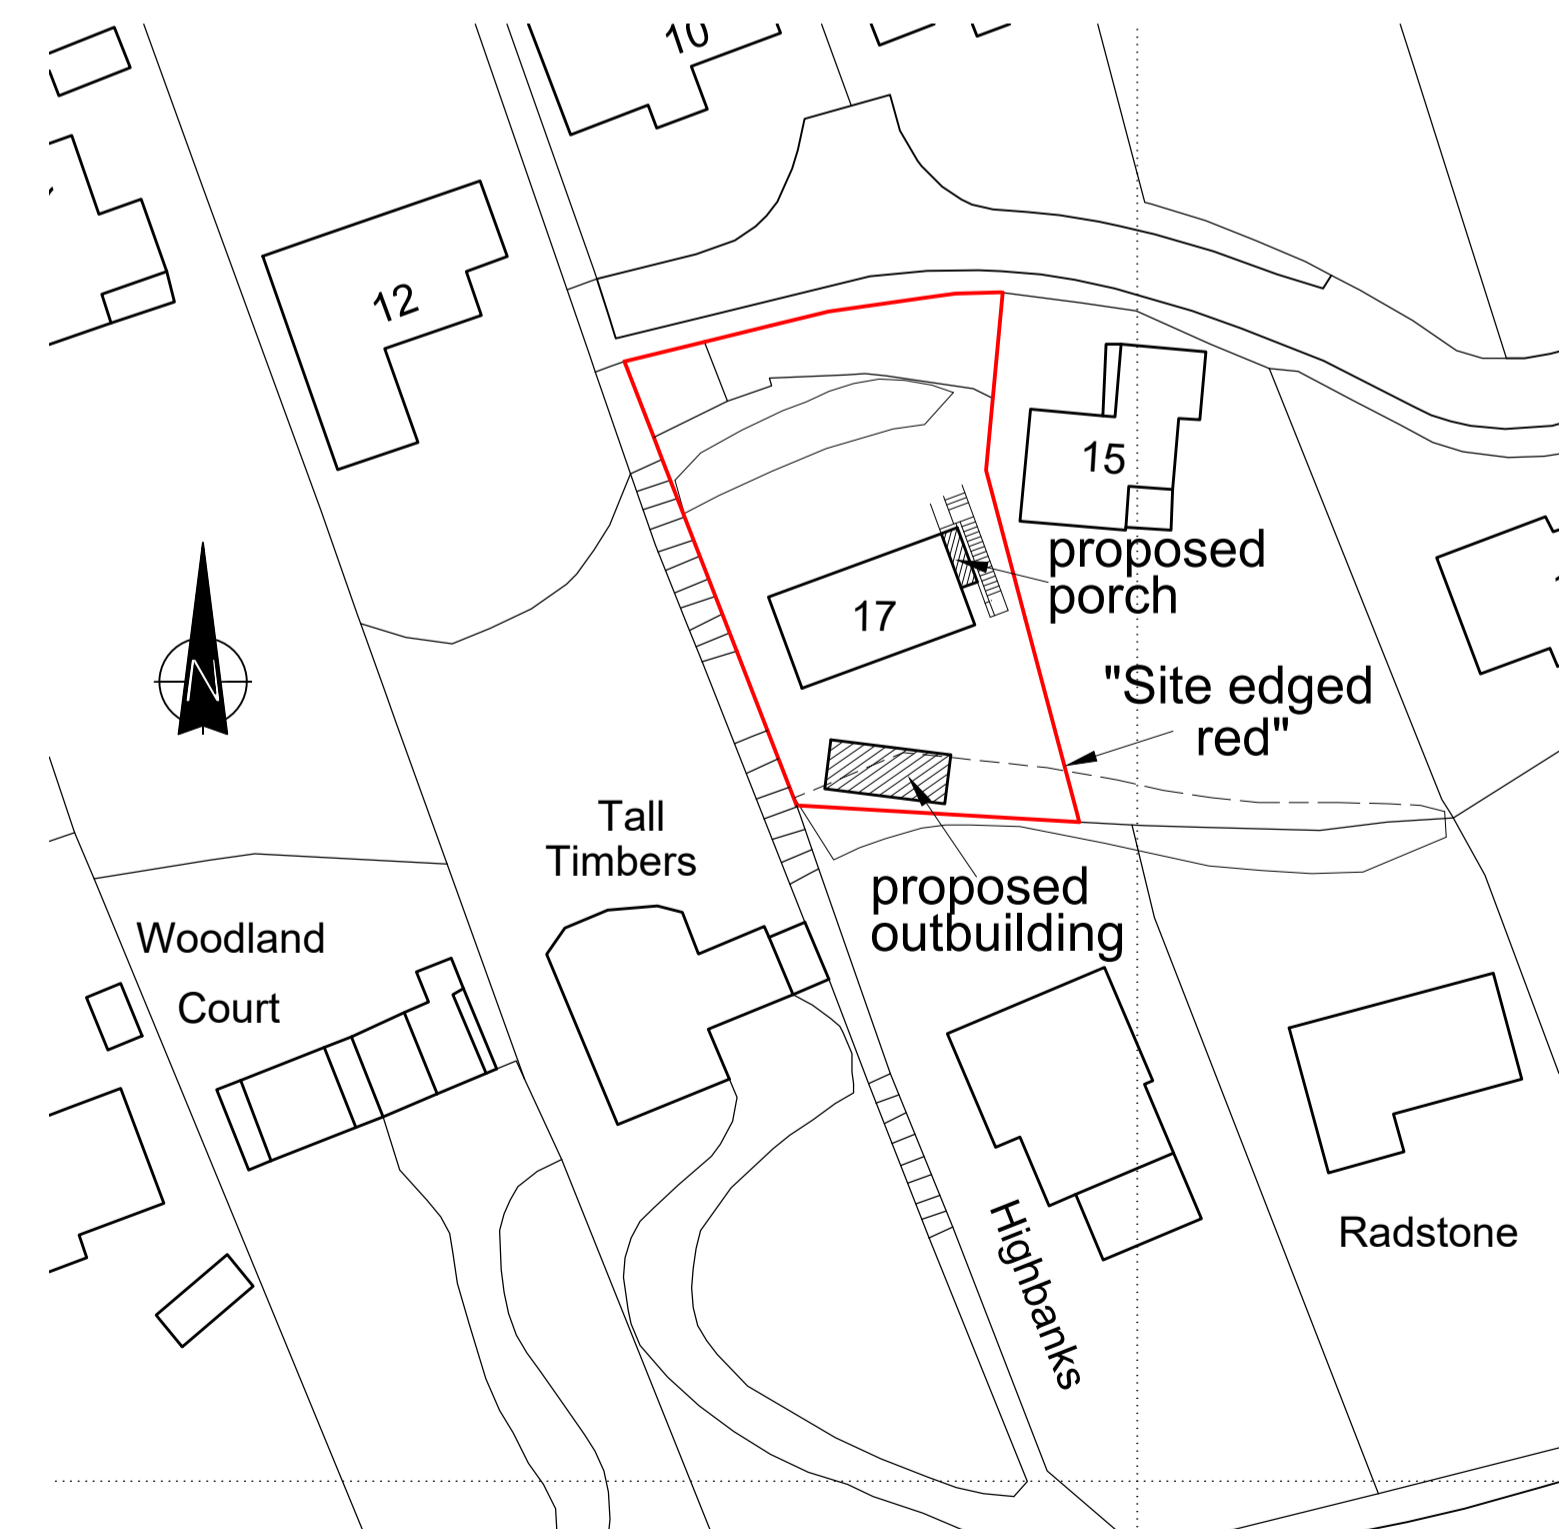 10
12
15
proposed
porch
17
N
"Site edged
red"
Tall
Timbers
proposed
outbuilding
Woodland
Court
Highbanks
Radstone